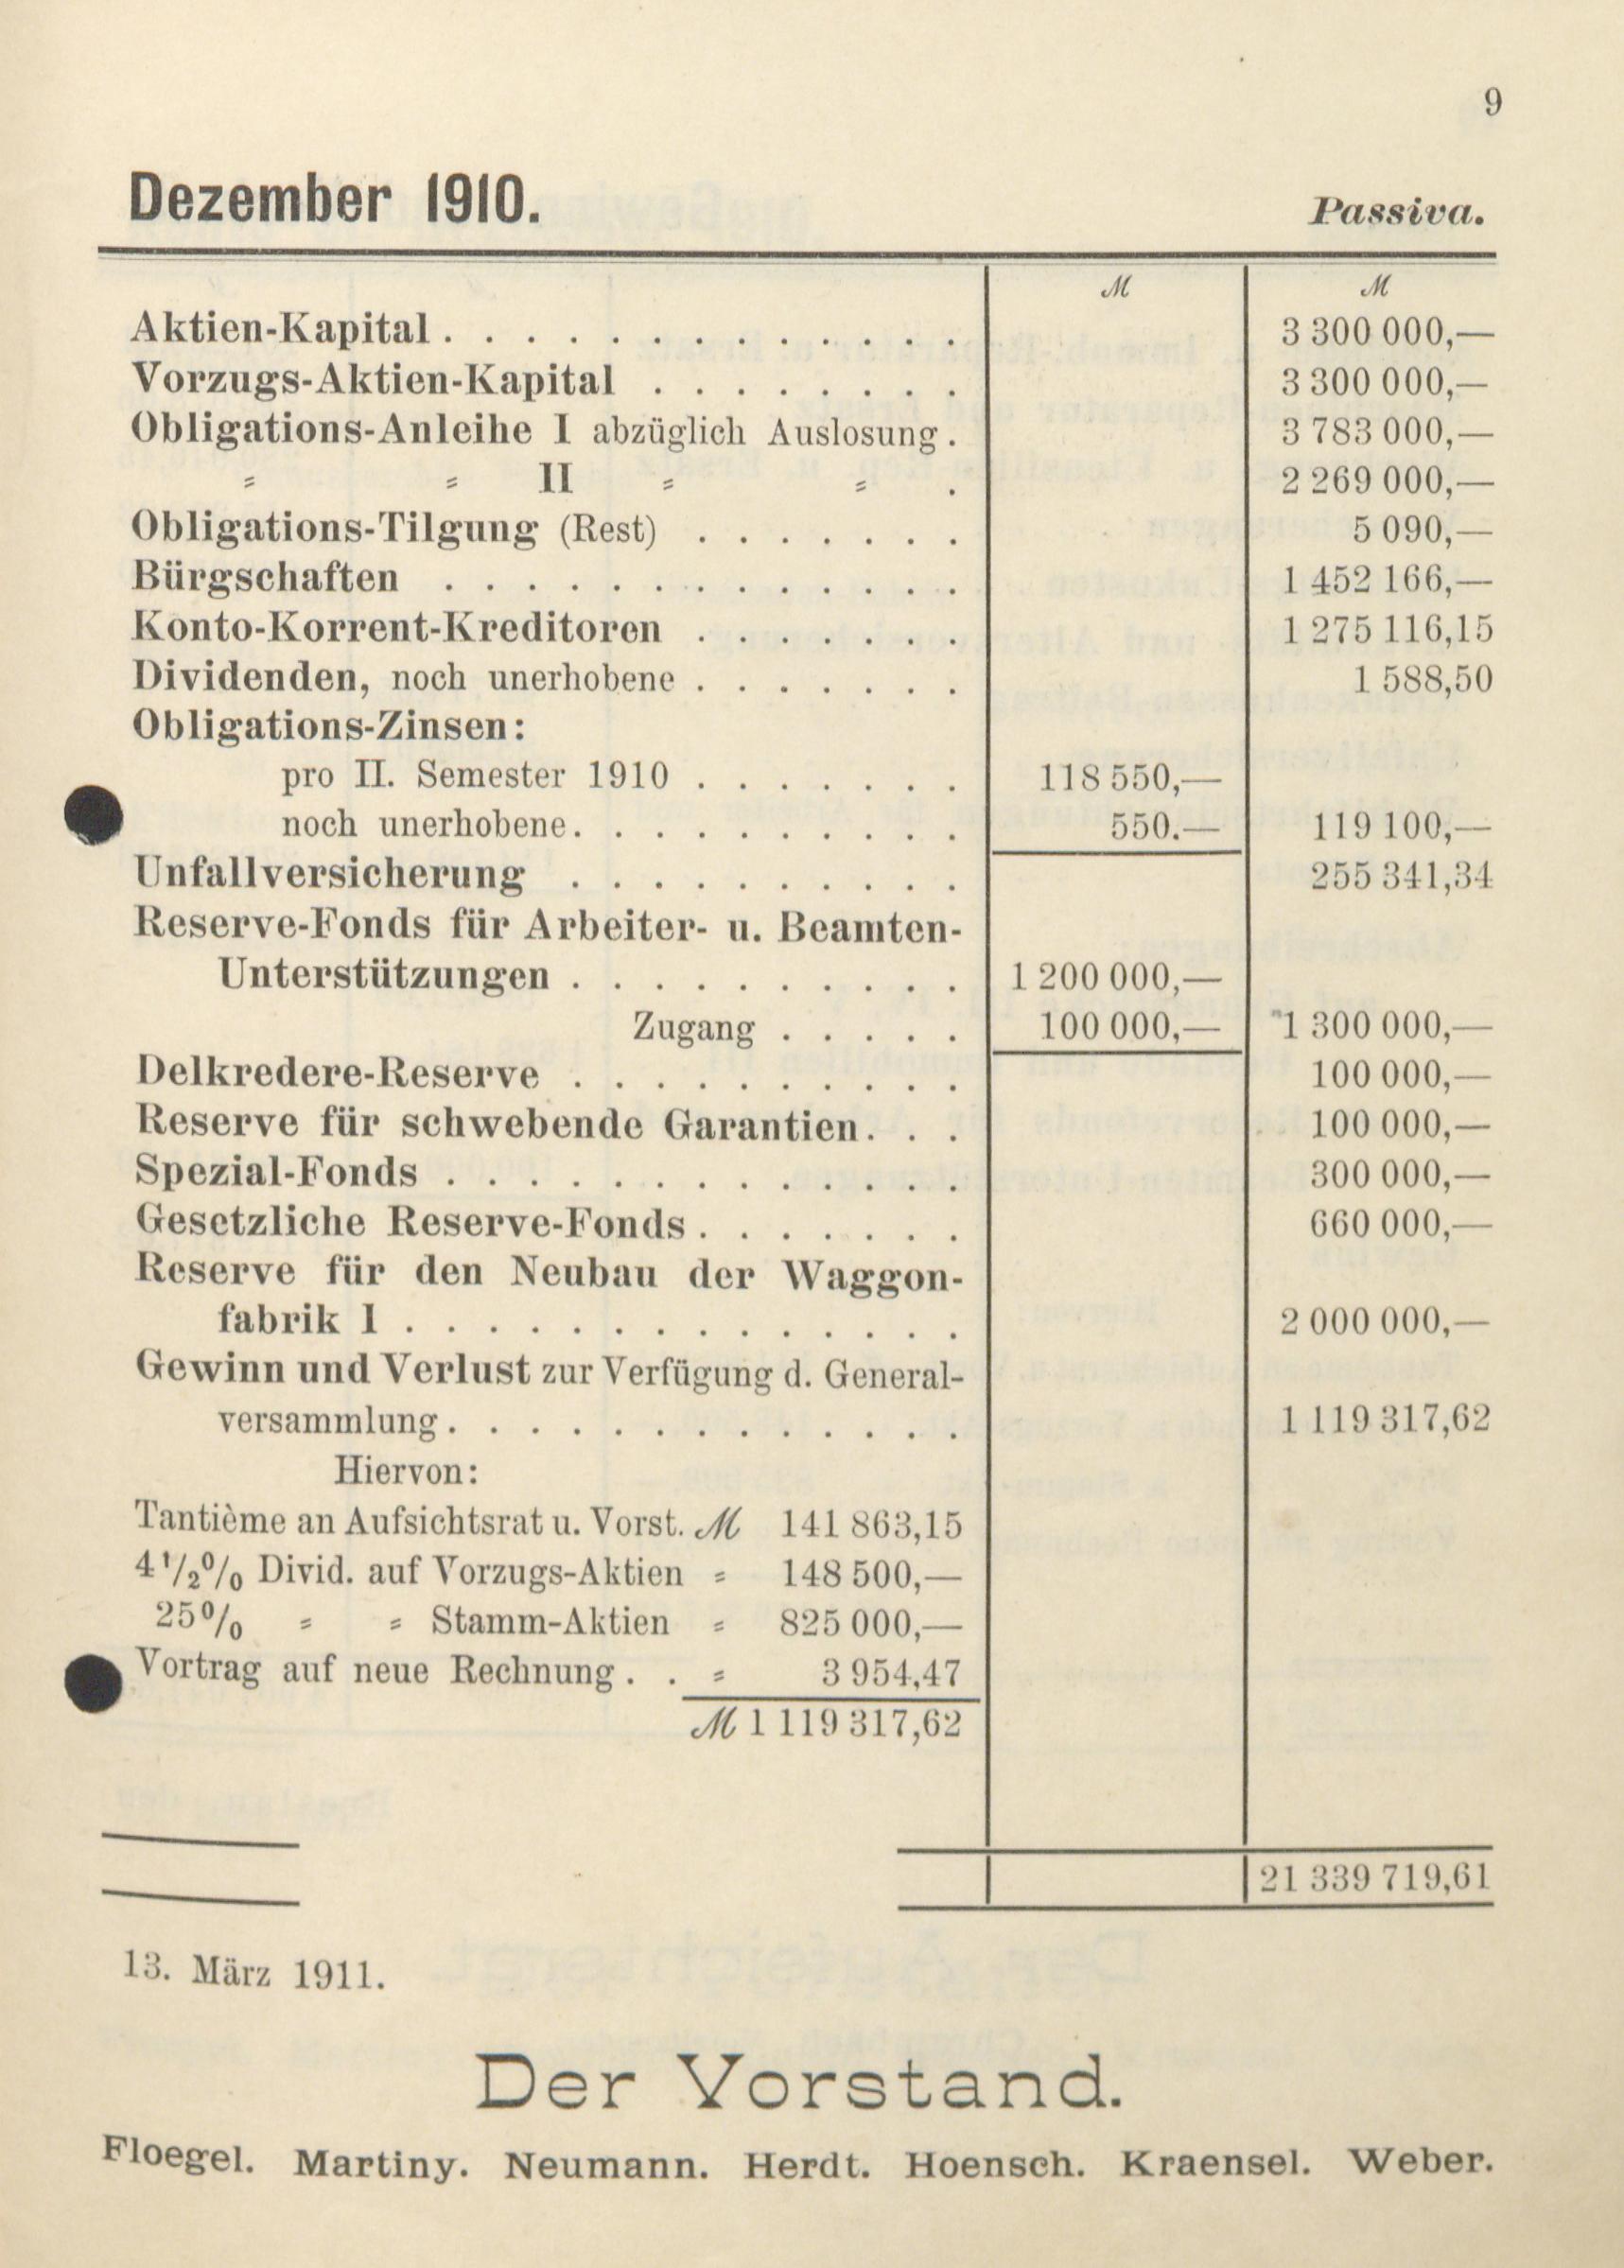 9
Dezember 1910. Passiva.
ℳ ℳ
Aktien-Kapital . . . . . . . . . . . . . 3 300 000,—
Vorzugs-Aktien-Kapital . . . . . . . . 3 300 000,—
Obligations-Anleihe I abzüglich Auslosung . 3 783 000,—
〃 〃 II 〃 〃 . 2 269 000,—
Obligations-Tilgung (Rest) . . . . . . . 5 090,—
Bürgschaften . . . . . . . . . . . . . 1 452 166,—
Konto-Korrent-Kreditoren . . . . . . . 1 275 116,15
Dividenden, noch unerhobene . . . . . . . 1 588,50
Obligations-Zinsen:
pro II. Semester 1910 . . . . . . . 118 550,—
noch unerhobene . . . . . . . . . . 550.— 119 100,—
Unfallversicherung . . . . . . . . . . 255 341,34
Reserve-Fonds für Arbeiter- u. Beamten-
Unterstützungen . . . . . . . . . . 1 200 000,—
Zugang . . . . . 100 000,— 1 300 000,—
Delkredere-Reserve . . . . . . . . . . 100 000,—
Reserve für schwebende Garantien . . . 100 000,—
Spezial-Fonds . . . . . . . . . . . . . 300 000,—
Gesetzliche Reserve-Fonds . . . . . . . 660 000,—
Reserve für den Neubau der Waggon-
fabrik I . . . . . . . . . . . . . . 2 000 000,—
Gewinn und Verlust zur Verfügung d. General-
versammlung . . . . . . . . . . . . . 1 119 317,62
Hiervon:
Tantième an Aufsichtsrat u. Vorst. ℳ 141 863,15
4 1/2 % Divid. auf Vorzugs-Aktien 〃 148 500,—
25 % 〃 〃 Stamm-Aktien 〃 825 000,—
Vortrag auf neue Rechnung . . 〃 3 954,47
ℳ 1 119 317,62
21 339 719,61
13. März 1911.
Der Vorstand.
Floegel. Martiny. Neumann. Herdt. Hoensch. Kraensel. Weber.